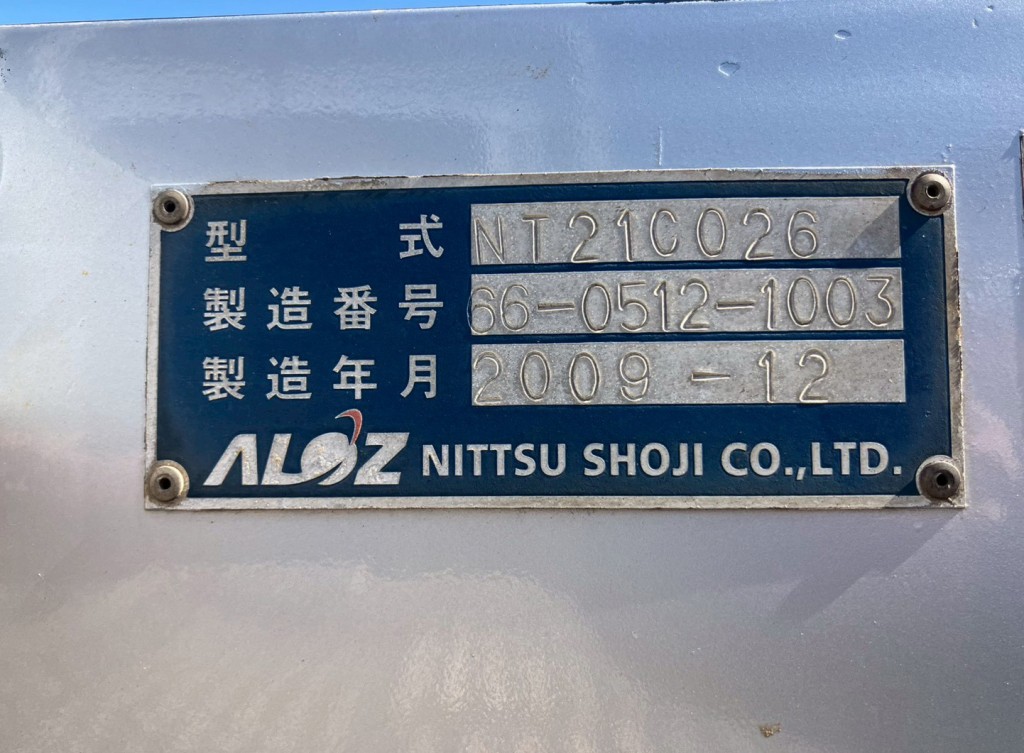 型式 NT21C026
製造番号 66-0512-1003
製造年月 2009-12
ALOZ NITTSU SHOJI CO.,LTD.